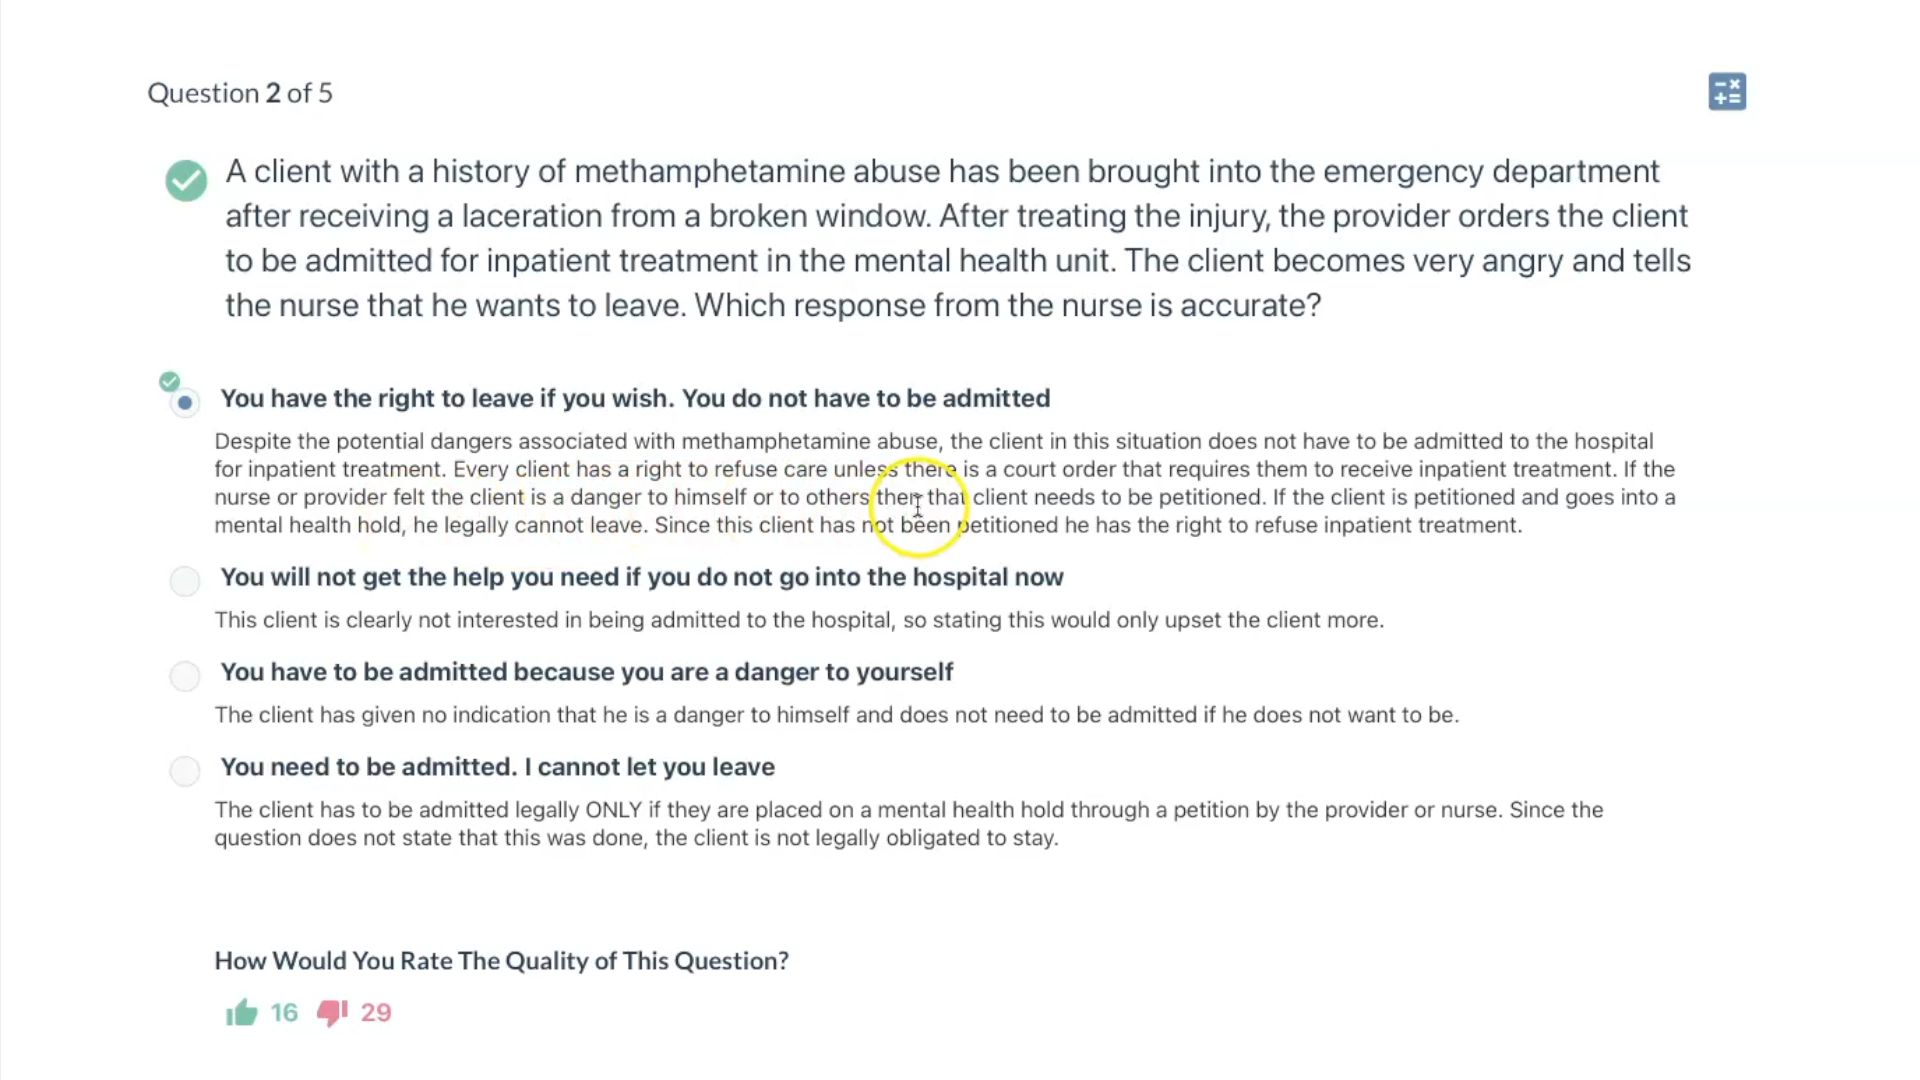 Question 2 of 5
A client with a history of methamphetamine abuse has been brought into the emergency department
after receiving a laceration from a broken window. After treating the injury, the provider orders the client
to be admitted for inpatient treatment in the mental health unit. The client becomes very angry and tells
the nurse that he wants to leave. Which response from the nurse is accurate?
You have the right to leave if you wish. You do not have to be admitted
Despite the potential dangers associated with methamphetamine abuse, the client in this situation does not have to be admitted to the hospital
for inpatient treatment. Every client has a right to refuse care unless there is a court order that requires them to receive inpatient treatment. If the
nurse or provider felt the client is a danger to himself or to others then that client needs to be petitioned. If the client is petitioned and goes into a
mental health hold, he legally cannot leave. Since this client has not been petitioned he has the right to refuse inpatient treatment.
You will not get the help you need if you do not go into the hospital now
This client is clearly not interested in being admitted to the hospital, so stating this would only upset the client more.
You have to be admitted because you are a danger to yourself
The client has given no indication that he is a danger to himself and does not need to be admitted if he does not want to be.
You need to be admitted. I cannot let you leave
The client has to be admitted legally ONLY if they are placed on a mental health hold through a petition by the provider or nurse. Since the
question does not state that this was done, the client is not legally obligated to stay.
How Would You Rate The Quality of This Question?
16 29